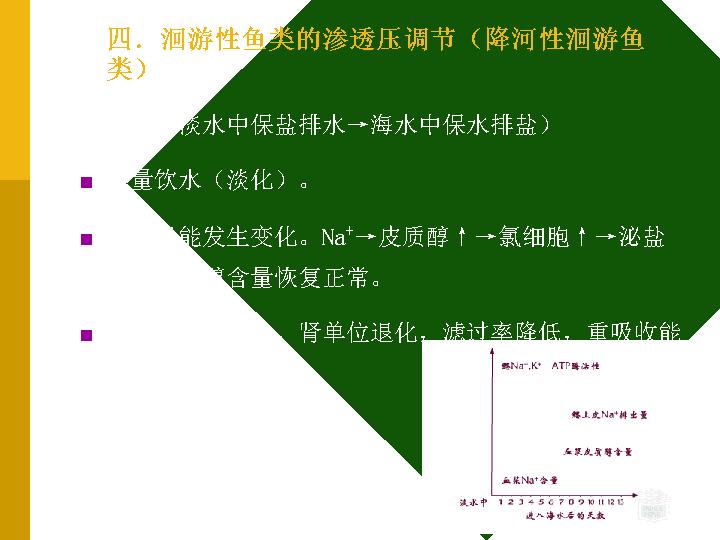 四．洄游性鱼类的渗透压调节（降河性洄游鱼
类）
淡水中保盐排水→海水中保水排盐）
量饮水（淡化）。
能发生变化。Na⁺→皮质醇↑→氯细胞↑→泌盐
含量恢复正常。
肾单位退化，滤过率降低，重吸收能
鳃Na⁺,K⁺ ATP酶活性
鳃上皮Na⁺排出量
血浆皮质醇含量
血浆Na⁺含量
淡水中 1 2 3 4 5 6 7 8 9 10 11 12 13
进入海水后的天数